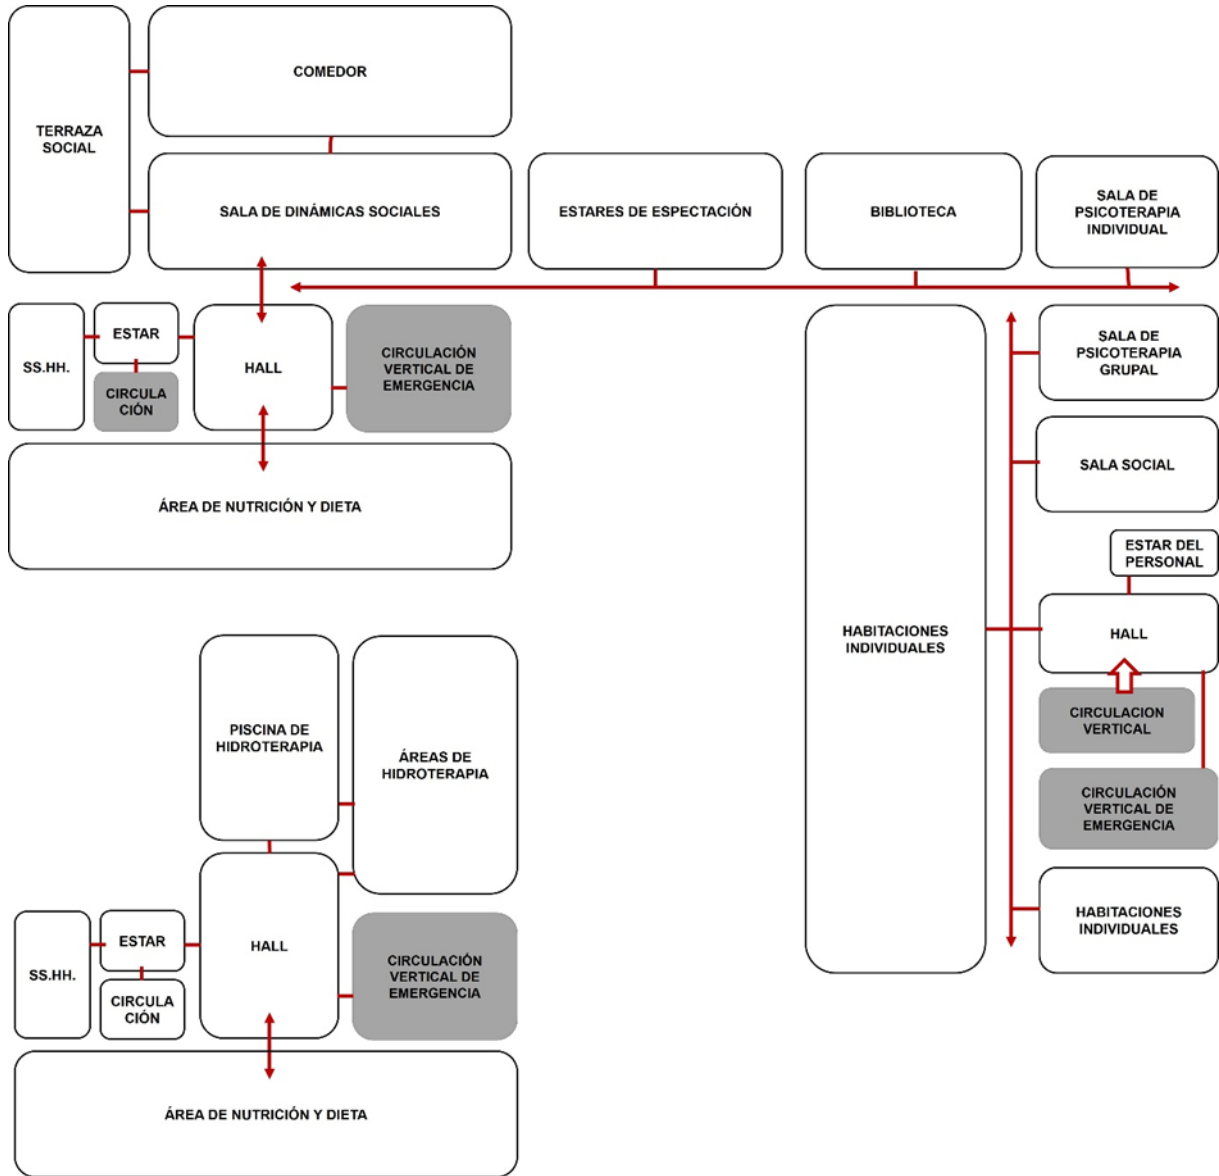 COMEDOR
TERRAZA
SOCIAL
SALA DE DINÁMICAS SOCIALES
ESTARES DE ESPECTACIÓN
BIBLIOTECA
SALA DE
PSICOTERAPIA
INDIVIDUAL
SS.HH.
ESTAR
CIRCULA
CIÓN
HALL
CIRCULACIÓN
VERTICAL DE
EMERGENCIA
ÁREA DE NUTRICIÓN Y DIETA
HABITACIONES
INDIVIDUALES
SALA DE
PSICOTERAPIA
GRUPAL
SALA SOCIAL
ESTAR DEL
PERSONAL
HALL
CIRCULACION
VERTICAL
CIRCULACIÓN
VERTICAL DE
EMERGENCIA
HABITACIONES
INDIVIDUALES
PISCINA DE
HIDROTERAPIA
ÁREAS DE
HIDROTERAPIA
SS.HH.
ESTAR
CIRCULA
CIÓN
HALL
CIRCULACIÓN
VERTICAL DE
EMERGENCIA
ÁREA DE NUTRICIÓN Y DIETA